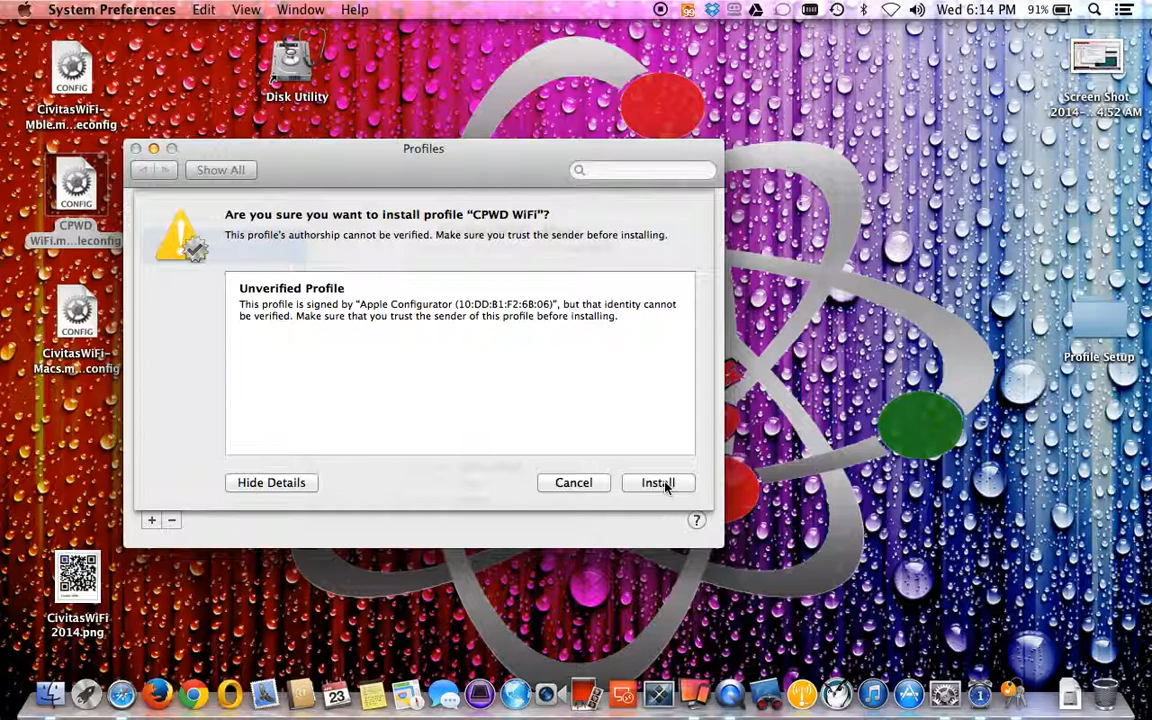 System Preferences Edit View Window Help
99
Wed 6:14 PM 91%
CONFIG
CivitasWiFi-
Mble.m...econfig
Disk Utility
Screen Shot
2014-....4.52 AM
Profiles
Show All
CONFIG
CPWD
WiFi.m...leconfig
Are you sure you want to install profile “CPWD WiFi”?
This profile's authorship cannot be verified. Make sure you trust the sender before installing.
Unverified Profile
This profile is signed by "Apple Configurator (10:DD:B1:F2:6B:06)", but that identity cannot
be verified. Make sure that you trust the sender of this profile before installing.
CONFIG
CivitasWiFi-
Macs.m...config
Profile Setup
Hide Details
Cancel
Install
+ − ?
CivitasWiFi
2014.png
23